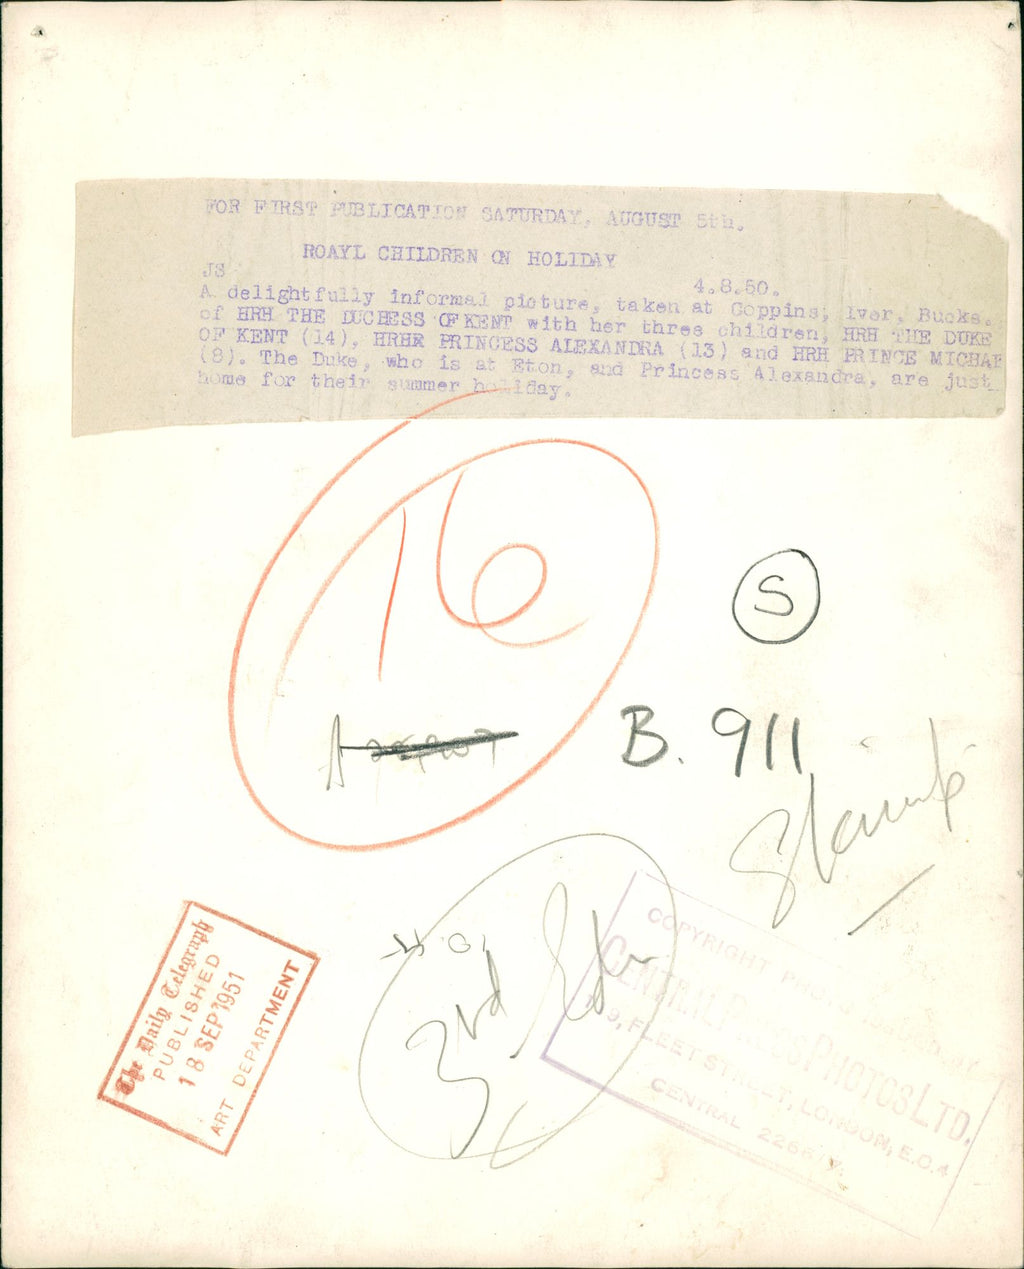 FOR FIRST PUBLICATION SATURDAY, AUGUST 5th.
ROAYL CHILDREN ON HOLIDAY
JS 4.8.50.
A delightfully informal picture, taken at Coppins, Iver, Bucks.
of HRH THE DUCHESS OF KENT with her three children, HRH THE DUKE
OF KENT (14), HRHR PRINCESS ALEXANDRA (13) and HRH PRINCE MICHAE
(8). The Duke, who is at Eton, and Princess Alexandra, are just
home for their summer holiday.
16
S
B. 911
3rd
The Daily Telegraph
PUBLISHED
18 SEP 1951
ART DEPARTMENT
COPYRIGHT PHOTO
CENTRAL PRESS PHOTOS LTD.
FLEET STREET, LONDON, E.C.4
CENTRAL